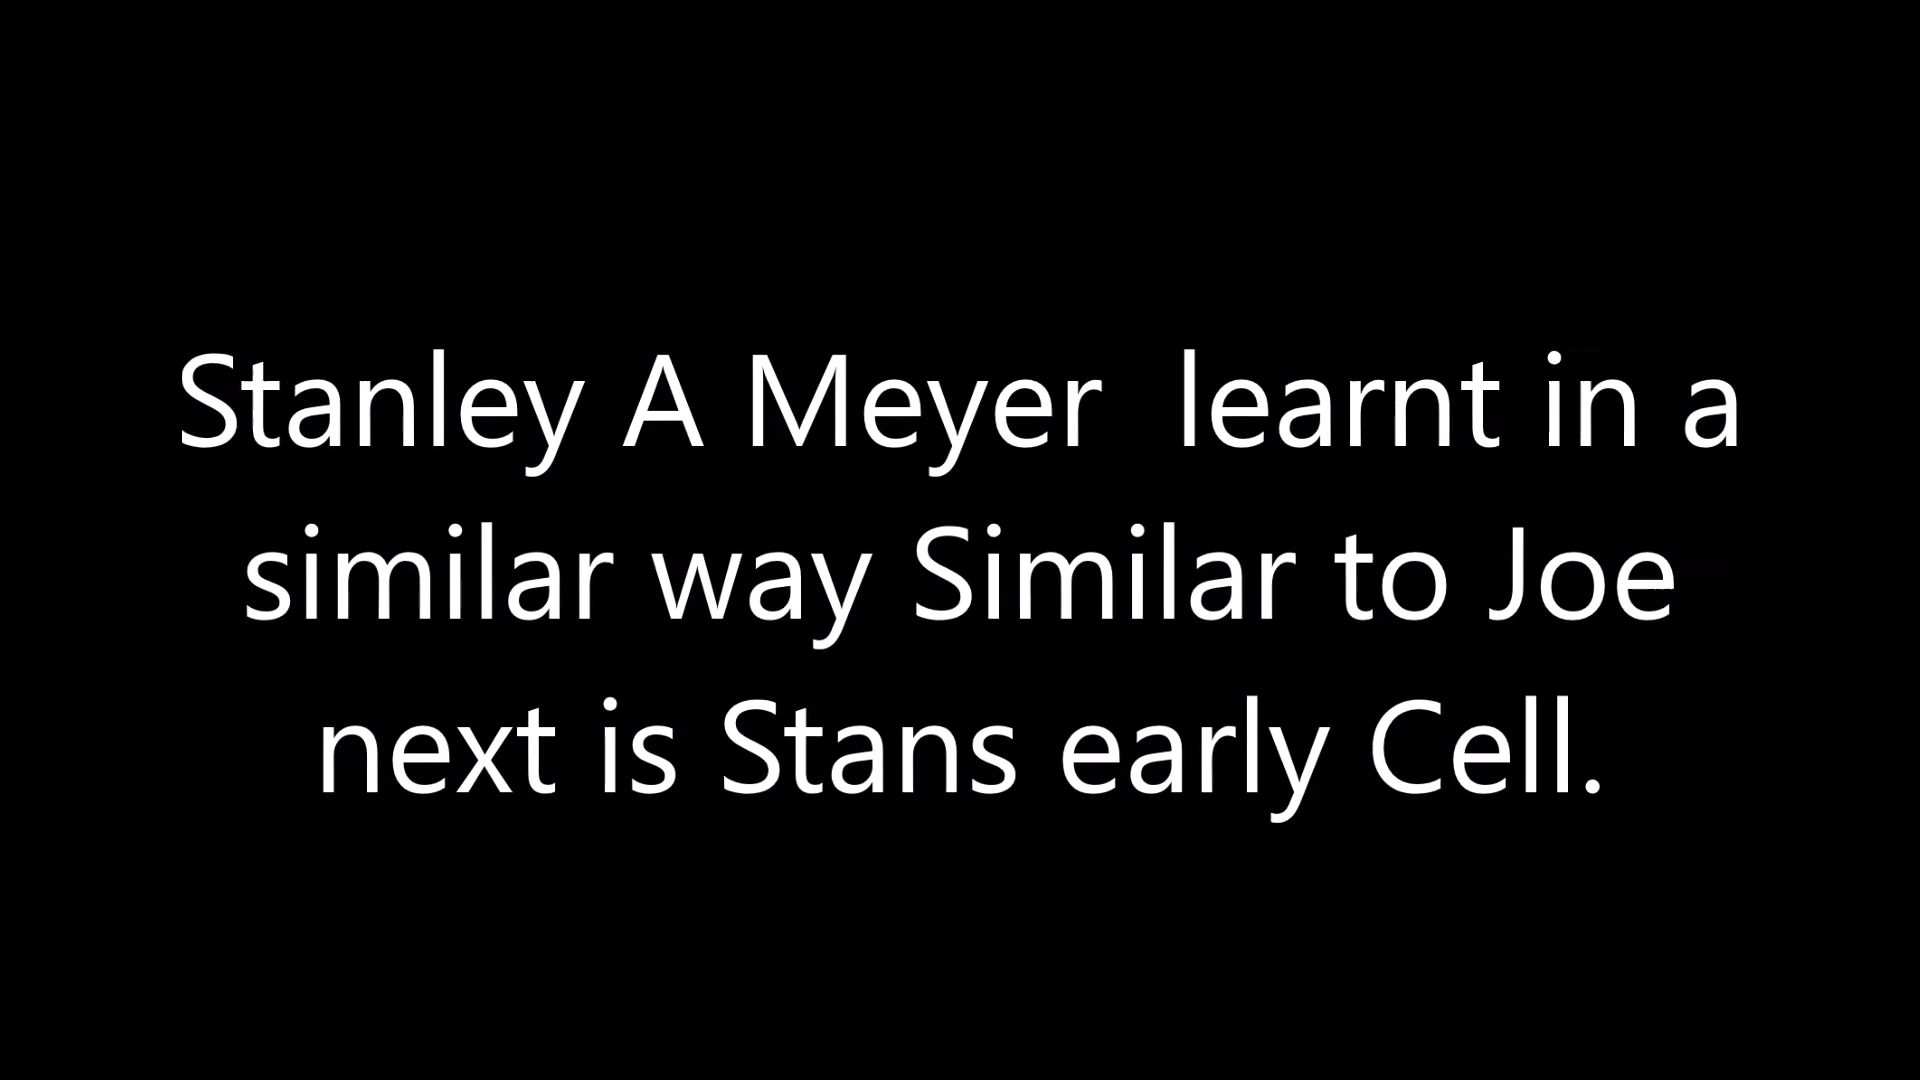 Stanley A Meyer  learnt in a
similar way Similar to Joe
next is Stans early Cell.